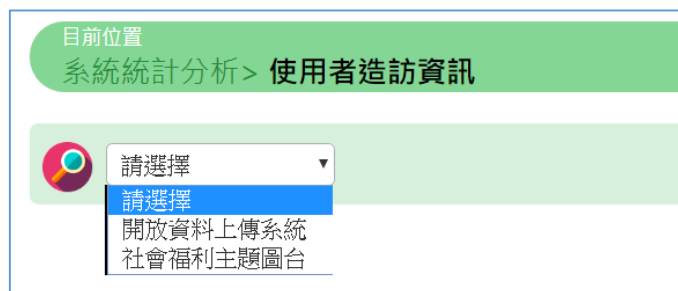 目前位置
系統統計分析> 使用者造訪資訊
請選擇
請選擇
開放資料上傳系統
社會福利主題圖台